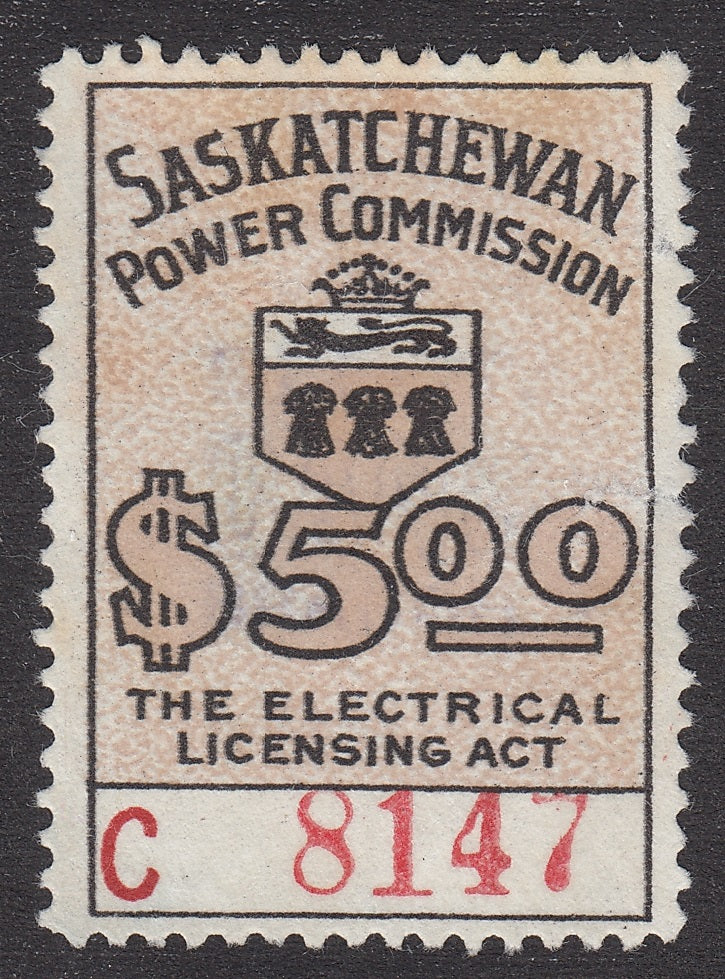 SASKATCHEWAN
POWER COMMISSION
$5.00
THE ELECTRICAL
LICENSING ACT
C 8147